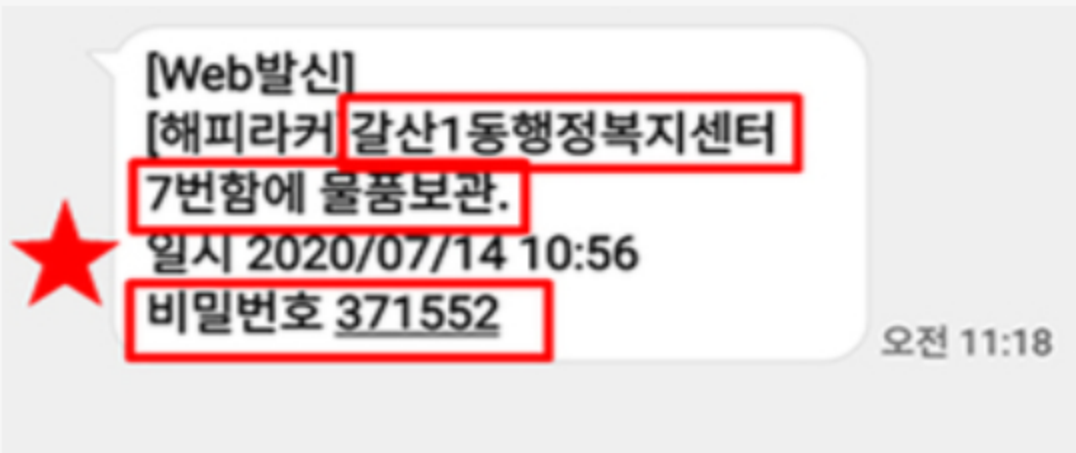 [Web발신]
[해피라커] 갈산1동행정복지센터
7번함에 물품보관.
일시 2020/07/14 10:56
비밀번호 371552
오전 11:18